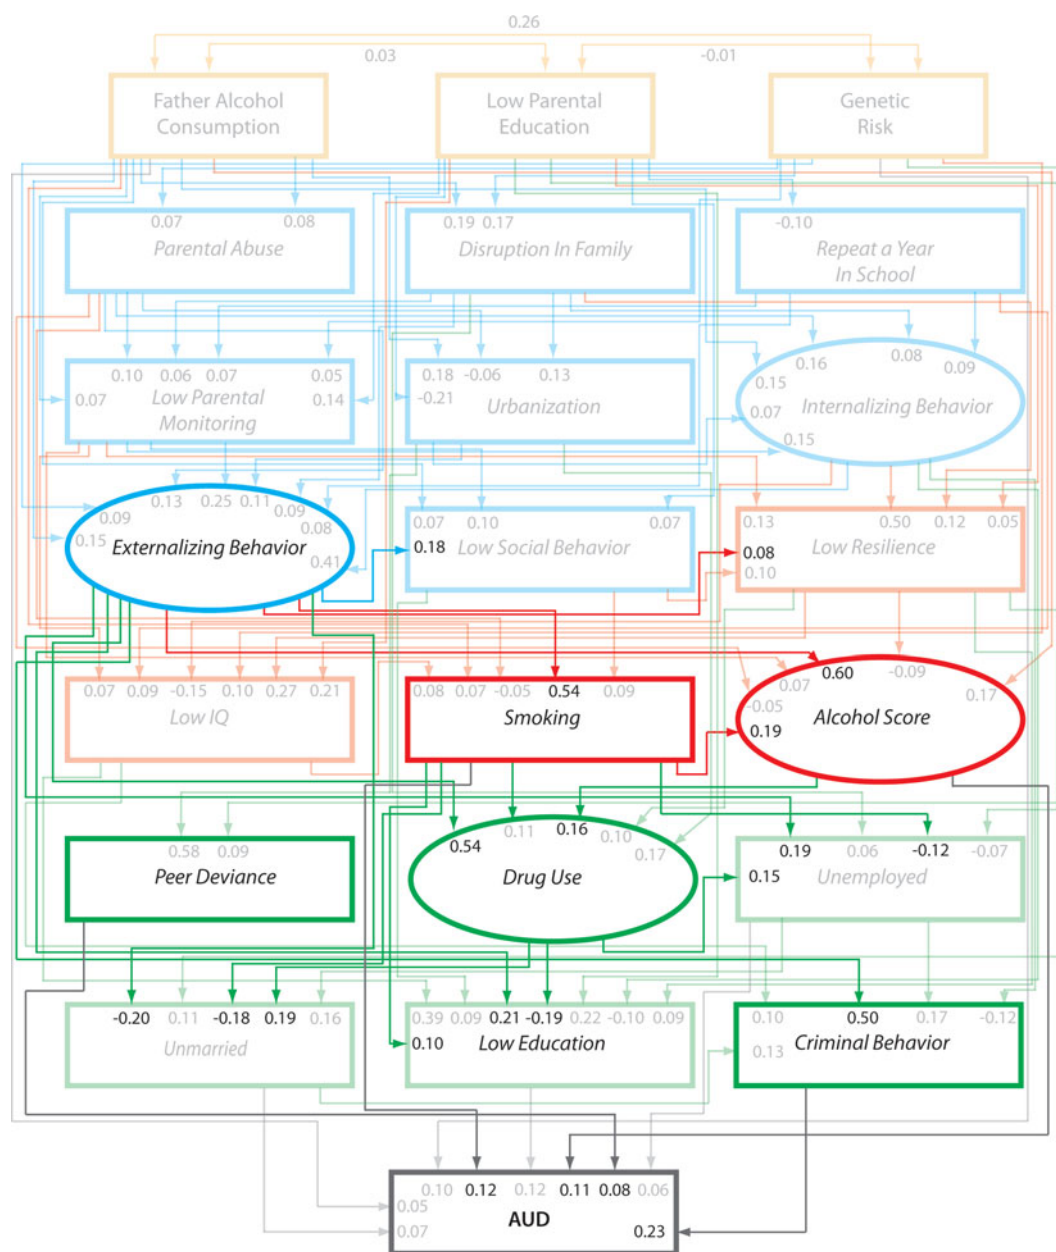 0.26
0.03
-0.01
Father Alcohol
Consumption
Low Parental
Education
Genetic
Risk
0.07
0.08
Parental Abuse
0.19 0.17
Disruption In Family
-0.10
Repeat a Year
In School
0.10 0.06 0.07 0.05
0.07
Low Parental
Monitoring
0.14
0.18 -0.06 0.13
-0.21
Urbanization
0.15 0.16 0.08 0.09
0.07
Internalizing Behavior
0.15
0.15 0.09 0.13 0.25 0.11 0.09 0.08 0.41
Externalizing Behavior
0.07 0.10 0.07
0.18
Low Social Behavior
0.13 0.50 0.12 0.05
Low Resilience
0.08
0.10
0.07 0.09 -0.15 0.10 0.27 0.21
Low IQ
0.08 0.07 -0.05 0.54 0.09
Smoking
-0.05 0.07 0.60 -0.09 0.17
0.19
Alcohol Score
0.58 0.09
Peer Deviance
0.54 0.11 0.16 0.10 0.17
Drug Use
0.19 0.06 -0.12 -0.07
0.15
Unemployed
-0.20 0.11 -0.18 0.19 0.16
Unmarried
0.39 0.09 0.21 -0.19 0.22 -0.10 0.09
0.10
Low Education
0.10 0.50 0.17 -0.12
0.13
Criminal Behavior
0.10 0.12 0.12 0.11 0.08 0.06
0.05
AUD
0.07
0.23